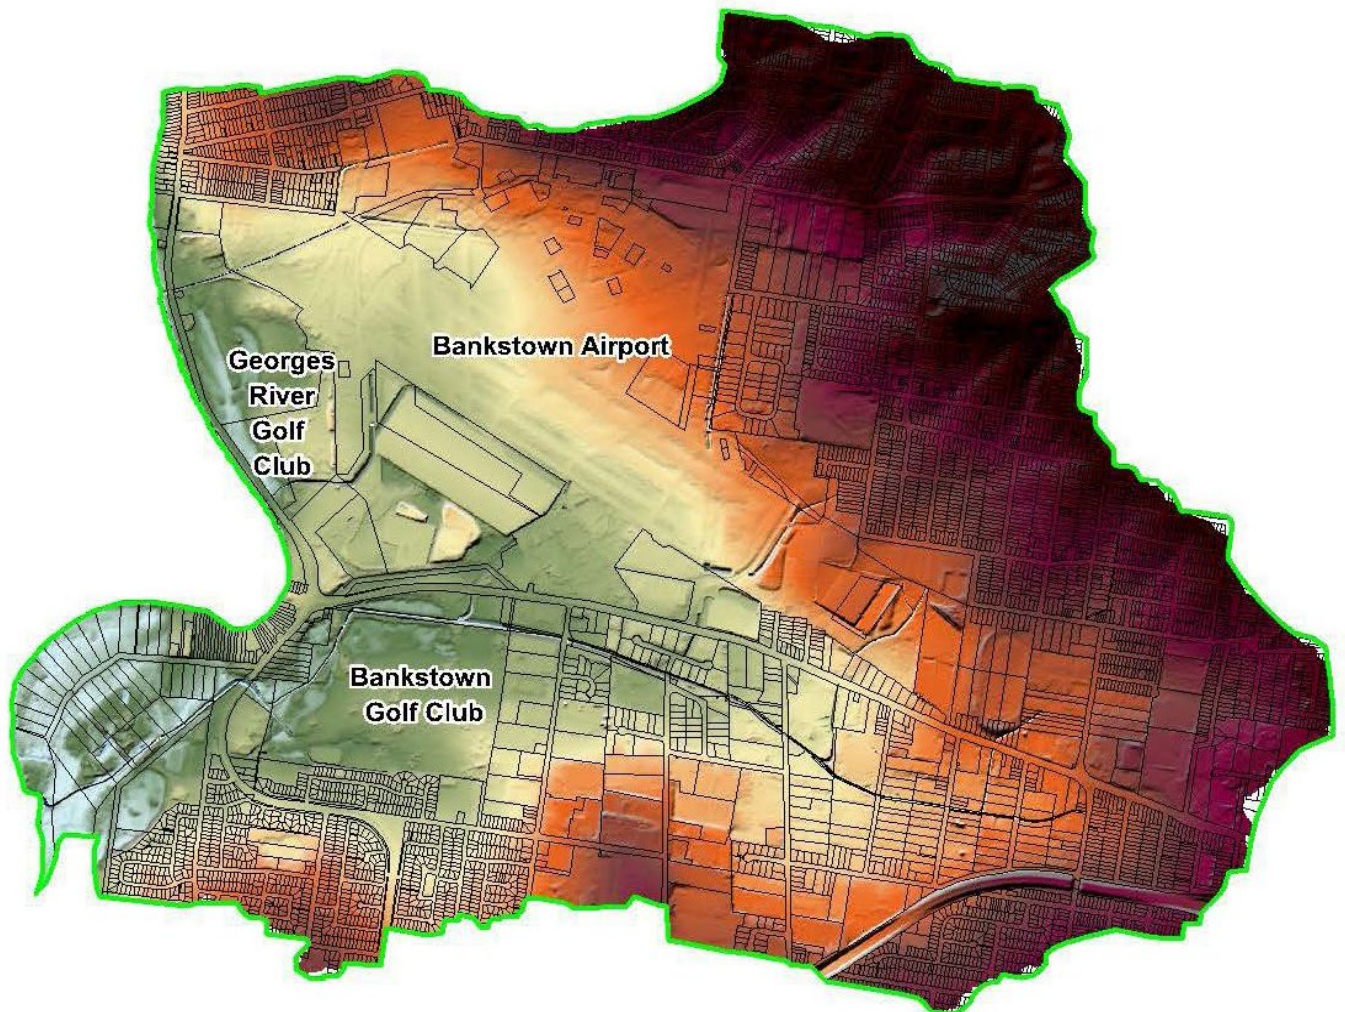 Bankstown Airport
Georges
River
Golf
Club
Bankstown
Golf Club